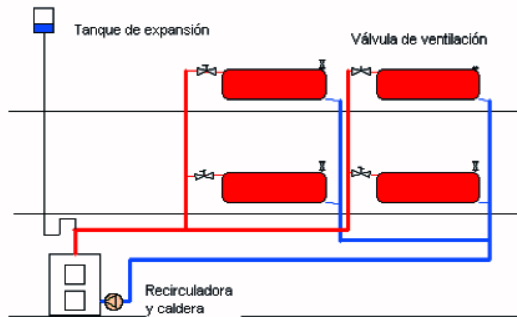 Tanque de expansión
Válvula de ventilación
Recirculadora
y caldera